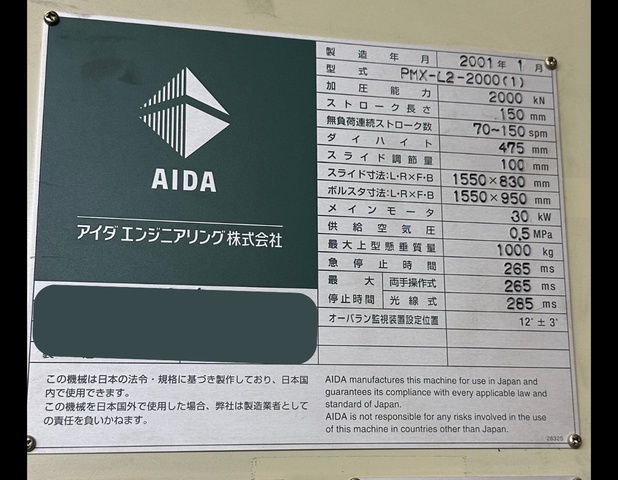 AIDA
アイダエンジニアリング株式会社
製造年月 2001年 1月
型式 PMX-L2-2000(1)
加圧能力 2000 kN
ストローク長さ 150 mm
無負荷連続ストローク数 70~150 spm
ダイハイト 475 mm
スライド調節量 100 mm
スライド寸法:L・R×F・B 1550×830 mm
ボルスタ寸法:L・R×F・B 1550×950 mm
メインモータ 30 kW
供給空気圧 0.5 MPa
最大上型懸垂質量 1000 kg
急停止時間 265 ms
最大停止時間 両手操作式 265 ms
光線式 265 ms
オーバラン監視装置設定位置 12°± 3°
この機械は日本の法令・規格に基づき製作しており、日本国
内で使用できます。
この機械を日本国外で使用した場合、弊社は製造業者として
の責任を負いかねます。
AIDA manufactures this machine for use in Japan and
guarantees its compliance with every applicable law and
standard of Japan.
AIDA is not responsible for any risks involved in the use
of this machine in countries other than Japan.